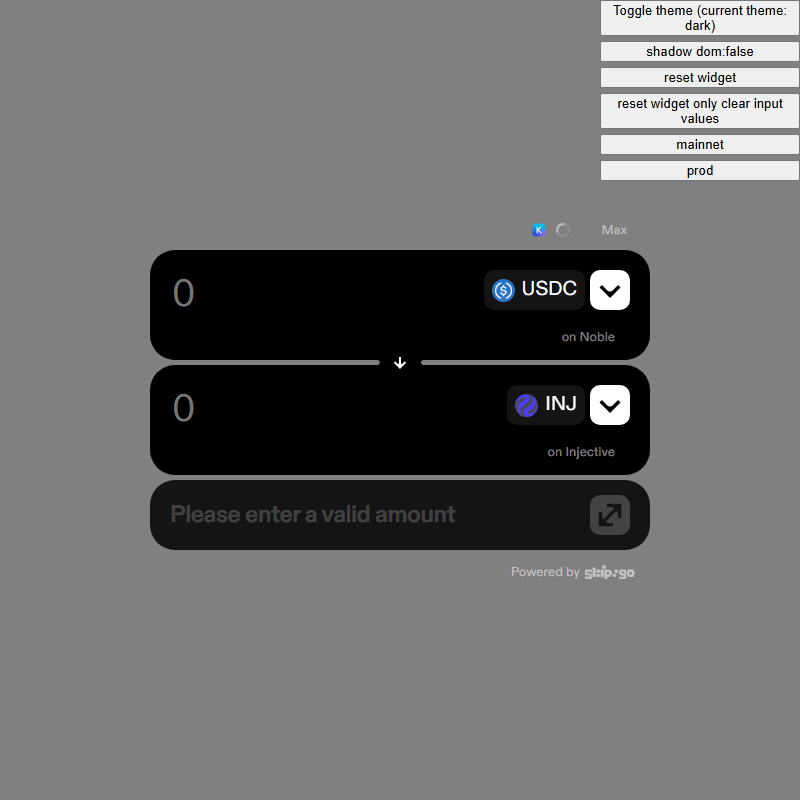 Toggle theme (current theme:
dark)
shadow dom:false
reset widget
reset widget only clear input
values
mainnet
prod
K
Max
0
USDC
on Noble
0
INJ
on Injective
Please enter a valid amount
Powered by skip:go